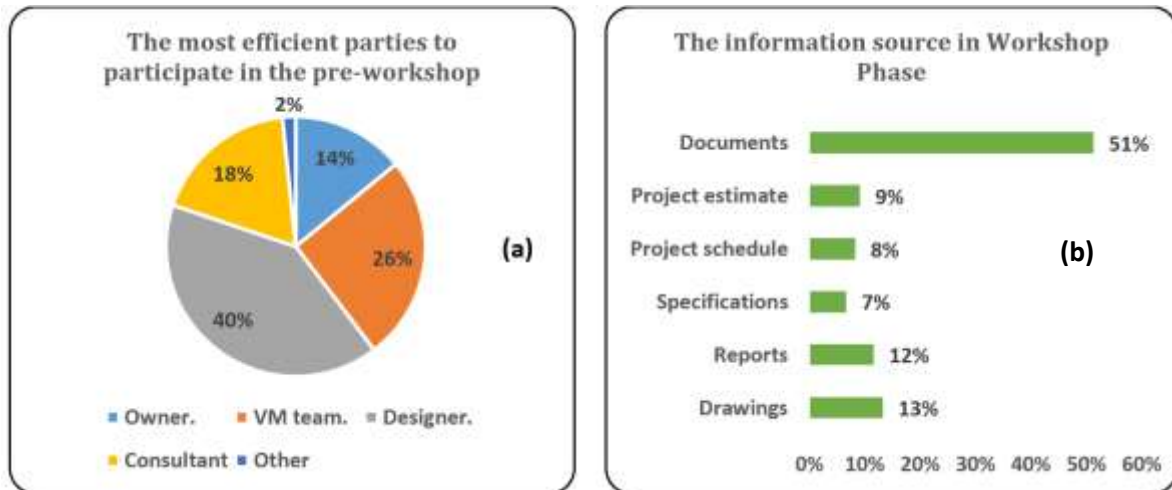 The most efficient parties to
participate in the pre-workshop
2%
14%
18%
26%
40%
(a)
Owner.
VM team.
Designer.
Consultant
Other
The information source in Workshop
Phase
Documents 51%
Project estimate 9%
Project schedule 8%
(b)
Specifications 7%
Reports 12%
Drawings 13%
0% 10% 20% 30% 40% 50% 60%